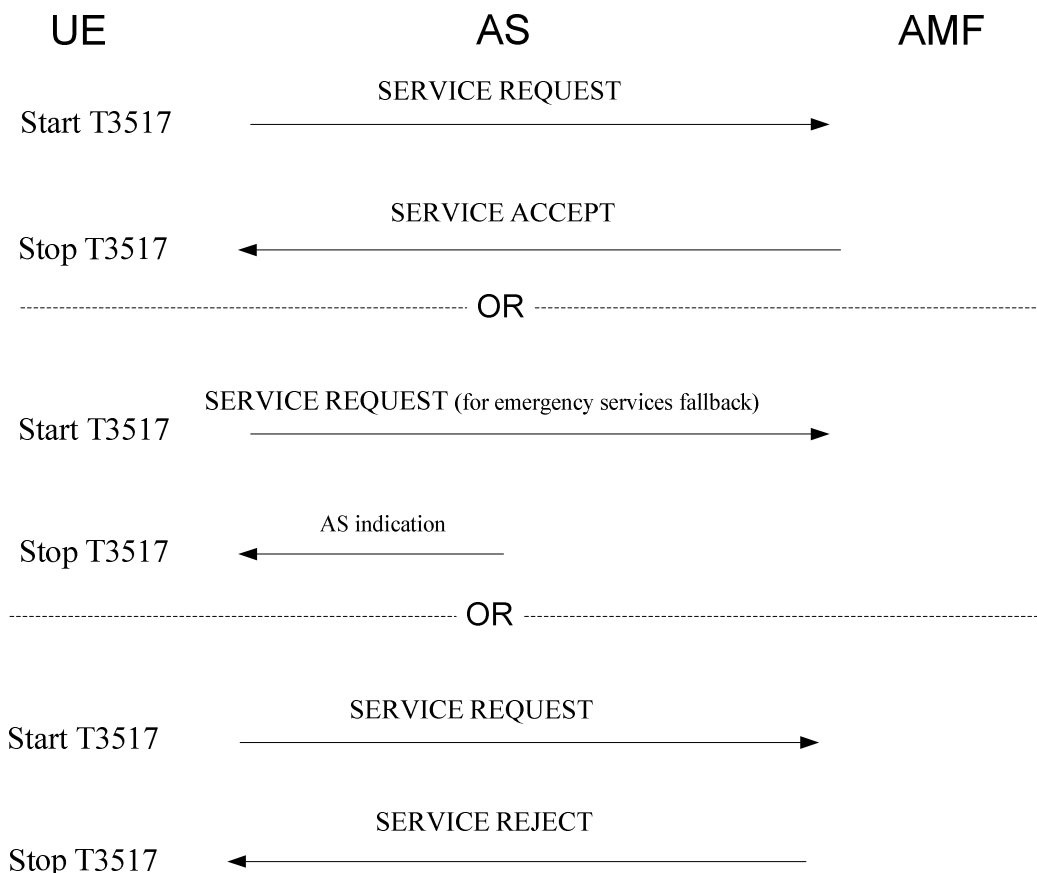 UE AS AMF
SERVICE REQUEST
Start T3517
SERVICE ACCEPT
Stop T3517
OR
SERVICE REQUEST (for emergency services fallback)
Start T3517
AS indication
Stop T3517
OR
SERVICE REQUEST
Start T3517
SERVICE REJECT
Stop T3517